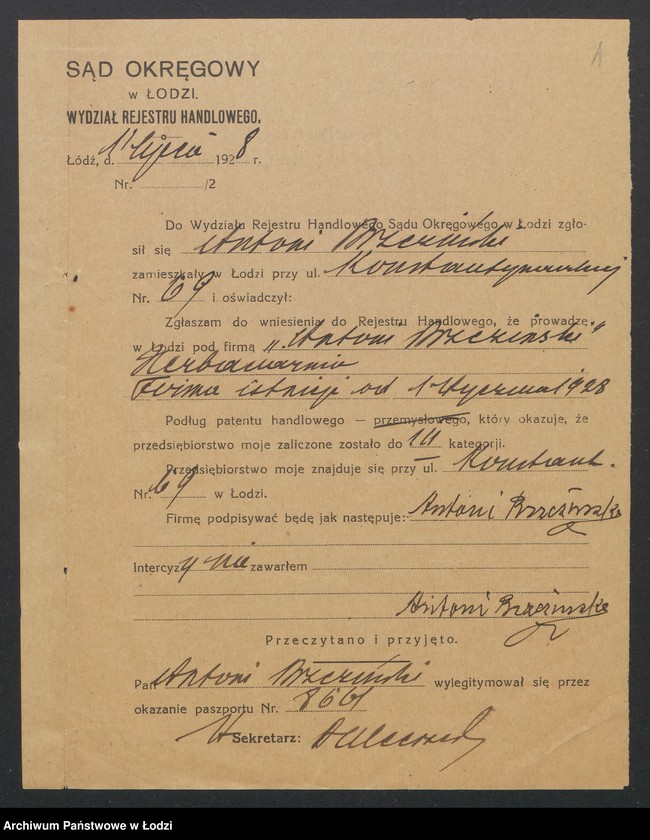 1
SĄD OKRĘGOWY
w ŁODZI.
WYDZIAŁ REJESTRU HANDLOWEGO.
Łódź, d. 11 lipca 1928 r.
Nr. /2
Do Wydziału Rejestru Handlowego Sądu Okręgowego w Łodzi zgło-
sił się Antoni Brzeziński
zamieszkały w Łodzi przy ul. Konstantynowskiej
Nr. 69 i oświadczył:
Zgłaszam do wniesienia do Rejestru Handlowego, że prowadzę
w Łodzi pod firmą „Antoni Brzeziński"
Herbaciarnia
Firma istnieje od 1 stycznia 1928
Podług patentu handlowego — przemysłowego, który okazuje, że
przedsiębiorstwo moje zaliczone zostało do III kategorji.
Przedsiębiorstwo moje znajduje się przy ul. Konstant.
Nr. 69 w Łodzi.
Firmę podpisywać będę jak następuje: Antoni Brzeziński
Intercyzy nie zawarłem
Antoni Brzeziński
Przeczytano i przyjęto.
Pan Antoni Brzeziński wylegitymował się przez
okazanie paszportu Nr. 8661
Sekretarz: